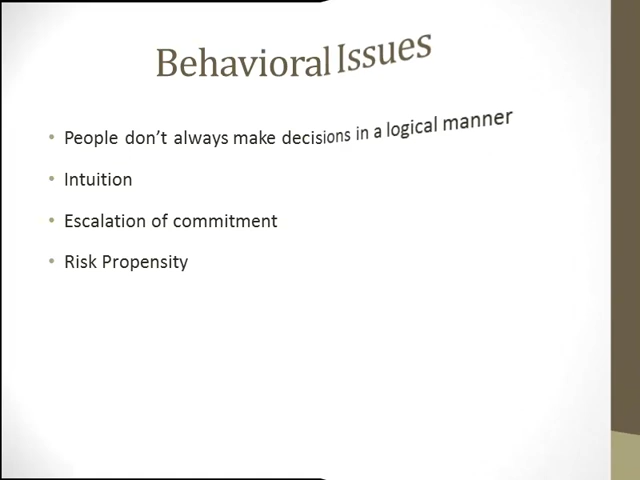 Behavioral Issues
• People don't always make decisions in a logical manner
• Intuition
• Escalation of commitment
• Risk Propensity